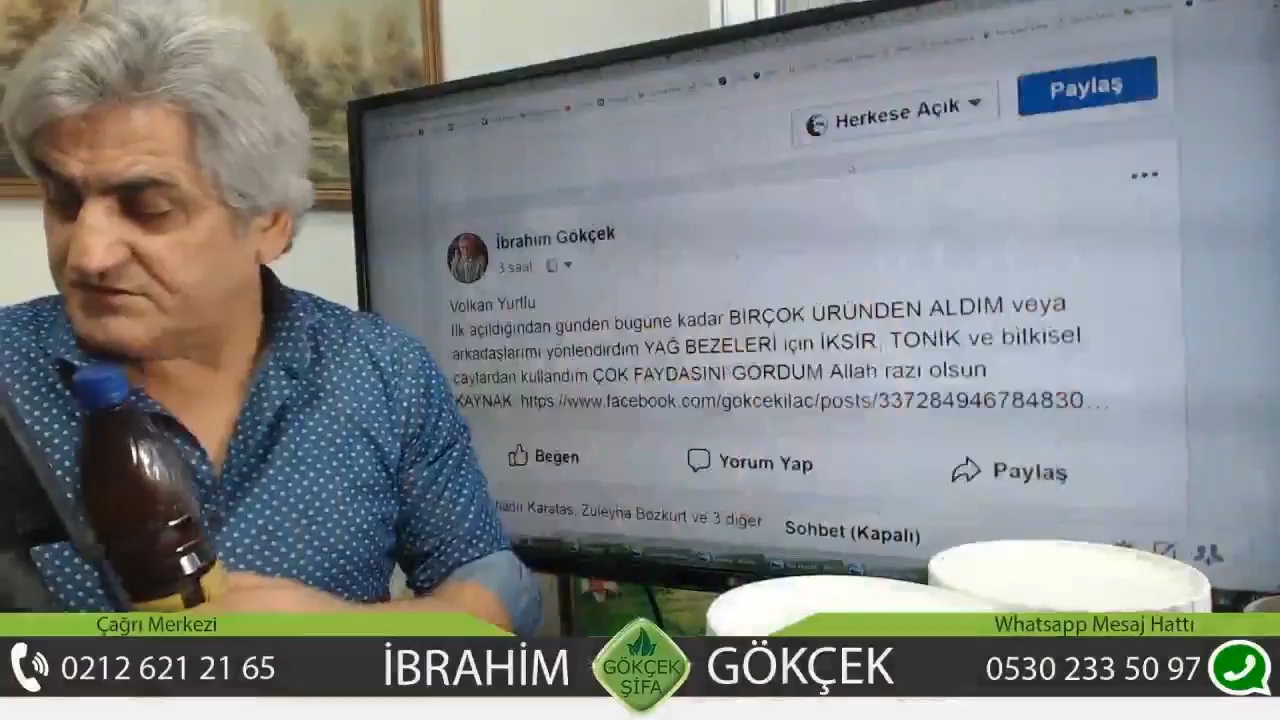 Herkese Açık
Paylaş
İbrahim Gökçek
3 saat
Volkan Yurtlu
İlk açıldığından günden bugüne kadar BİRÇOK ÜRÜNDEN ALDIM veya
arkadaşlarımı yönlendirdim YAĞ BEZELERİ için İKSİR, TONİK ve bitkisel
çaylardan kullandım ÇOK FAYDASINI GÖRDÜM Allah razı olsun
KAYNAK https://www.facebook.com/gokcekilac/posts/337284946784830...
Beğen
Yorum Yap
Paylaş
Karatas, Zuleyha Bozkurt ve 3 diğer
Sohbet (Kapalı)
Çağrı Merkezi
Whatsapp Mesaj Hattı
0212 621 21 65
İBRAHİM
GÖKÇEK
ŞİFA
GÖKÇEK
0530 233 50 97